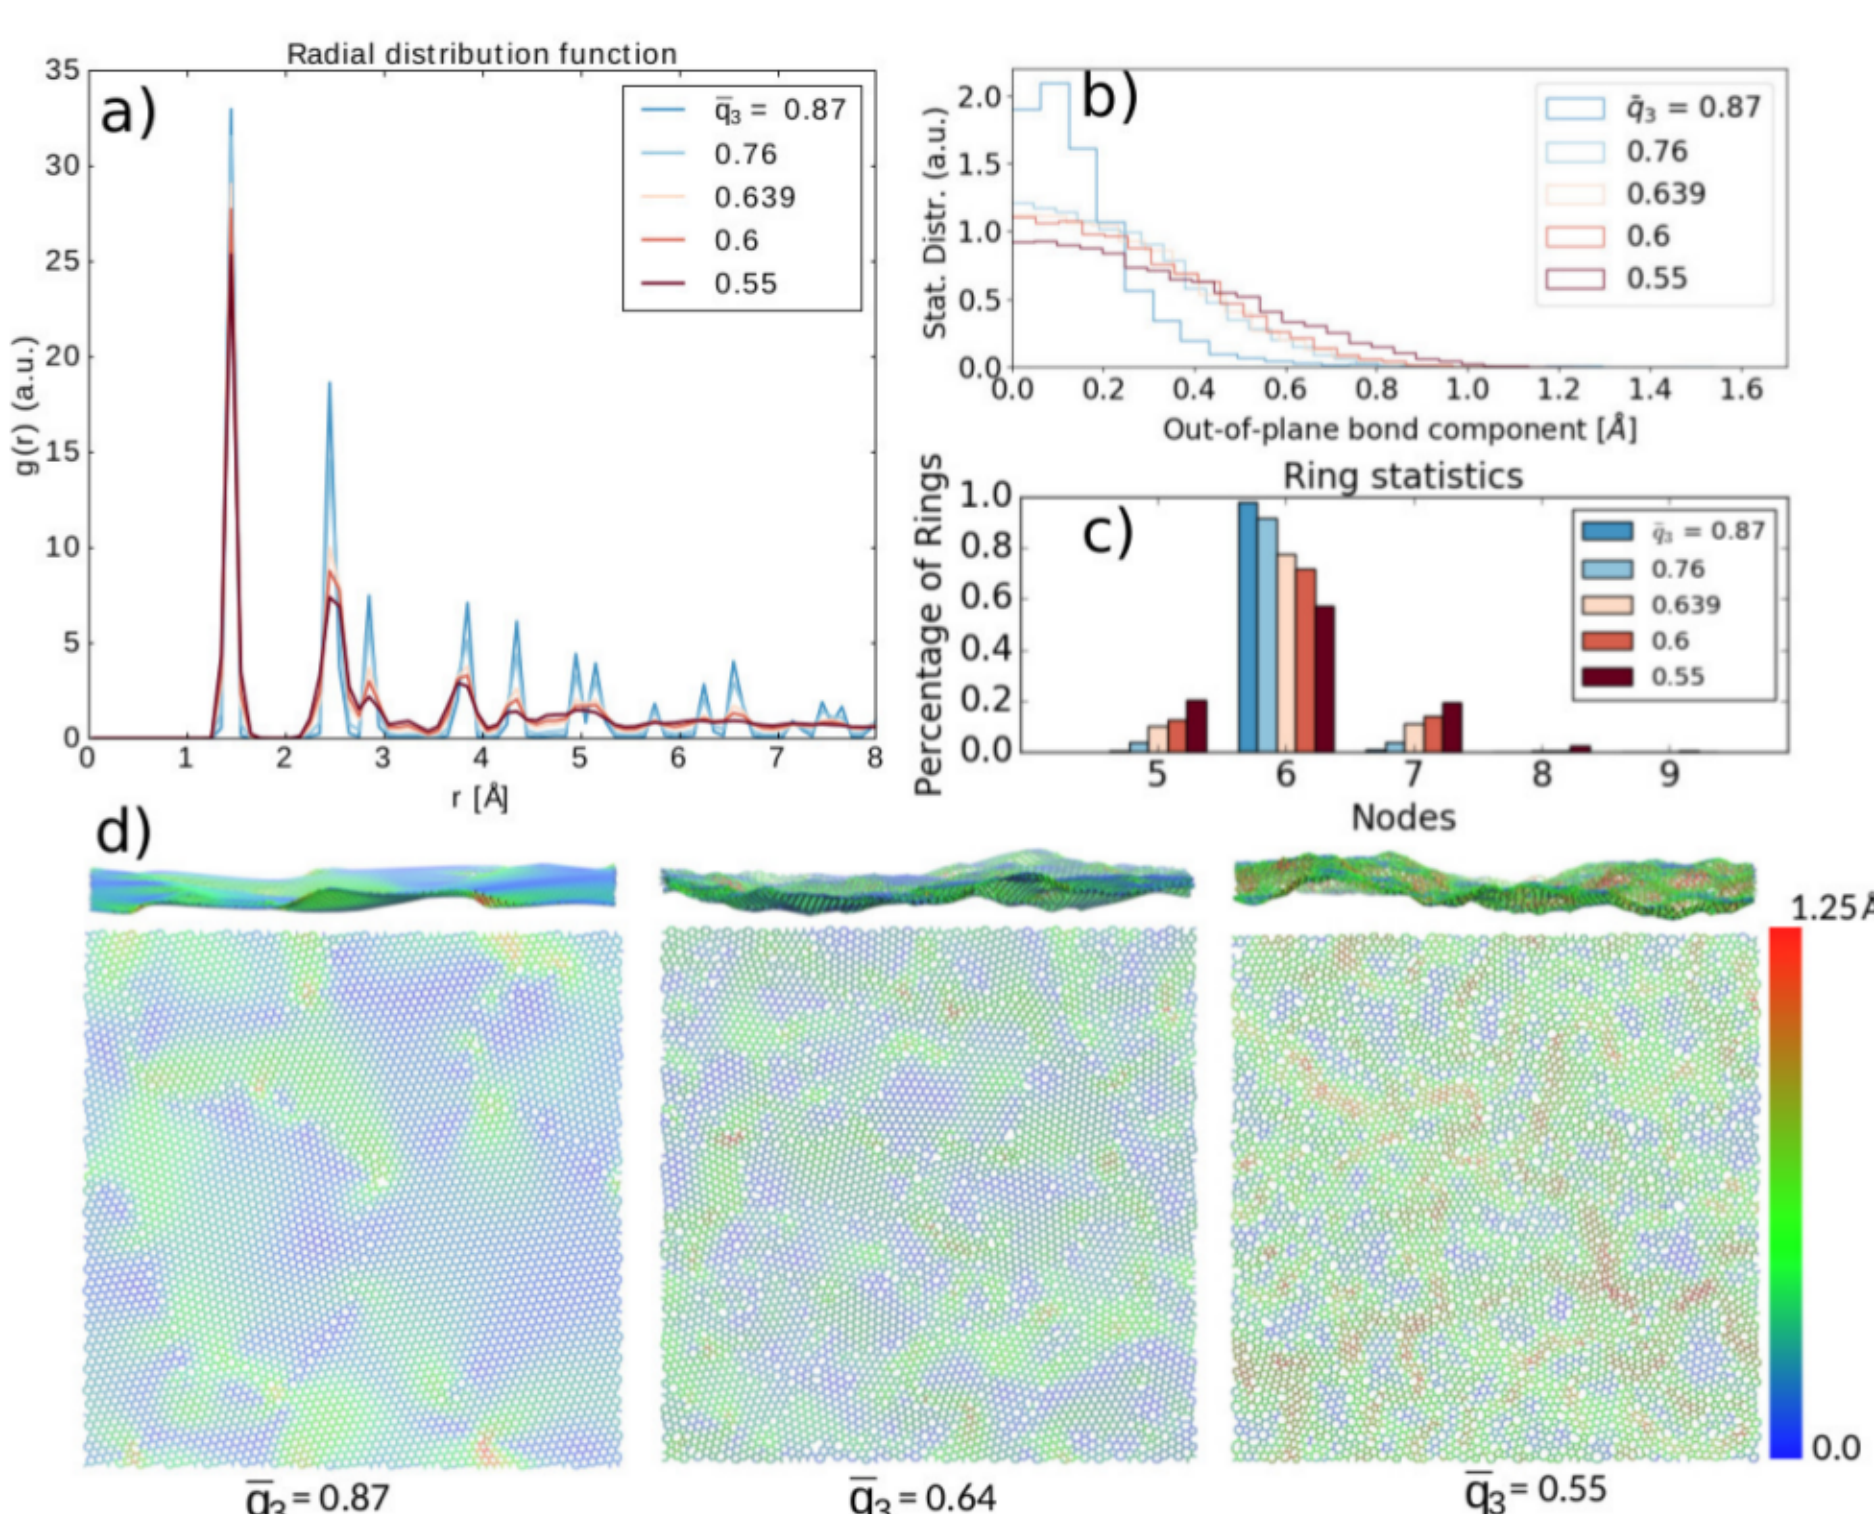 Radial distribution function
a)
35
30
25
20
15
10
5
0
g(r) (a.u.)
0 1 2 3 4 5 6 7 8
r [Å]
q̅₃ = 0.87
0.76
0.639
0.6
0.55
b)
2.0
1.5
1.0
0.5
0.0
Stat. Distr. (a.u.)
0.0 0.2 0.4 0.6 0.8 1.0 1.2 1.4 1.6
Out-of-plane bond component [Å]
q̄₃ = 0.87
0.76
0.639
0.6
0.55
Ring statistics
c)
1.0
0.8
0.6
0.4
0.2
0.0
Percentage of Rings
5 6 7 8 9
Nodes
q̄₃ = 0.87
0.76
0.639
0.6
0.55
d)
1.25Å
0.0
q̅₃ = 0.87
q̅₃ = 0.64
q̅₃ = 0.55